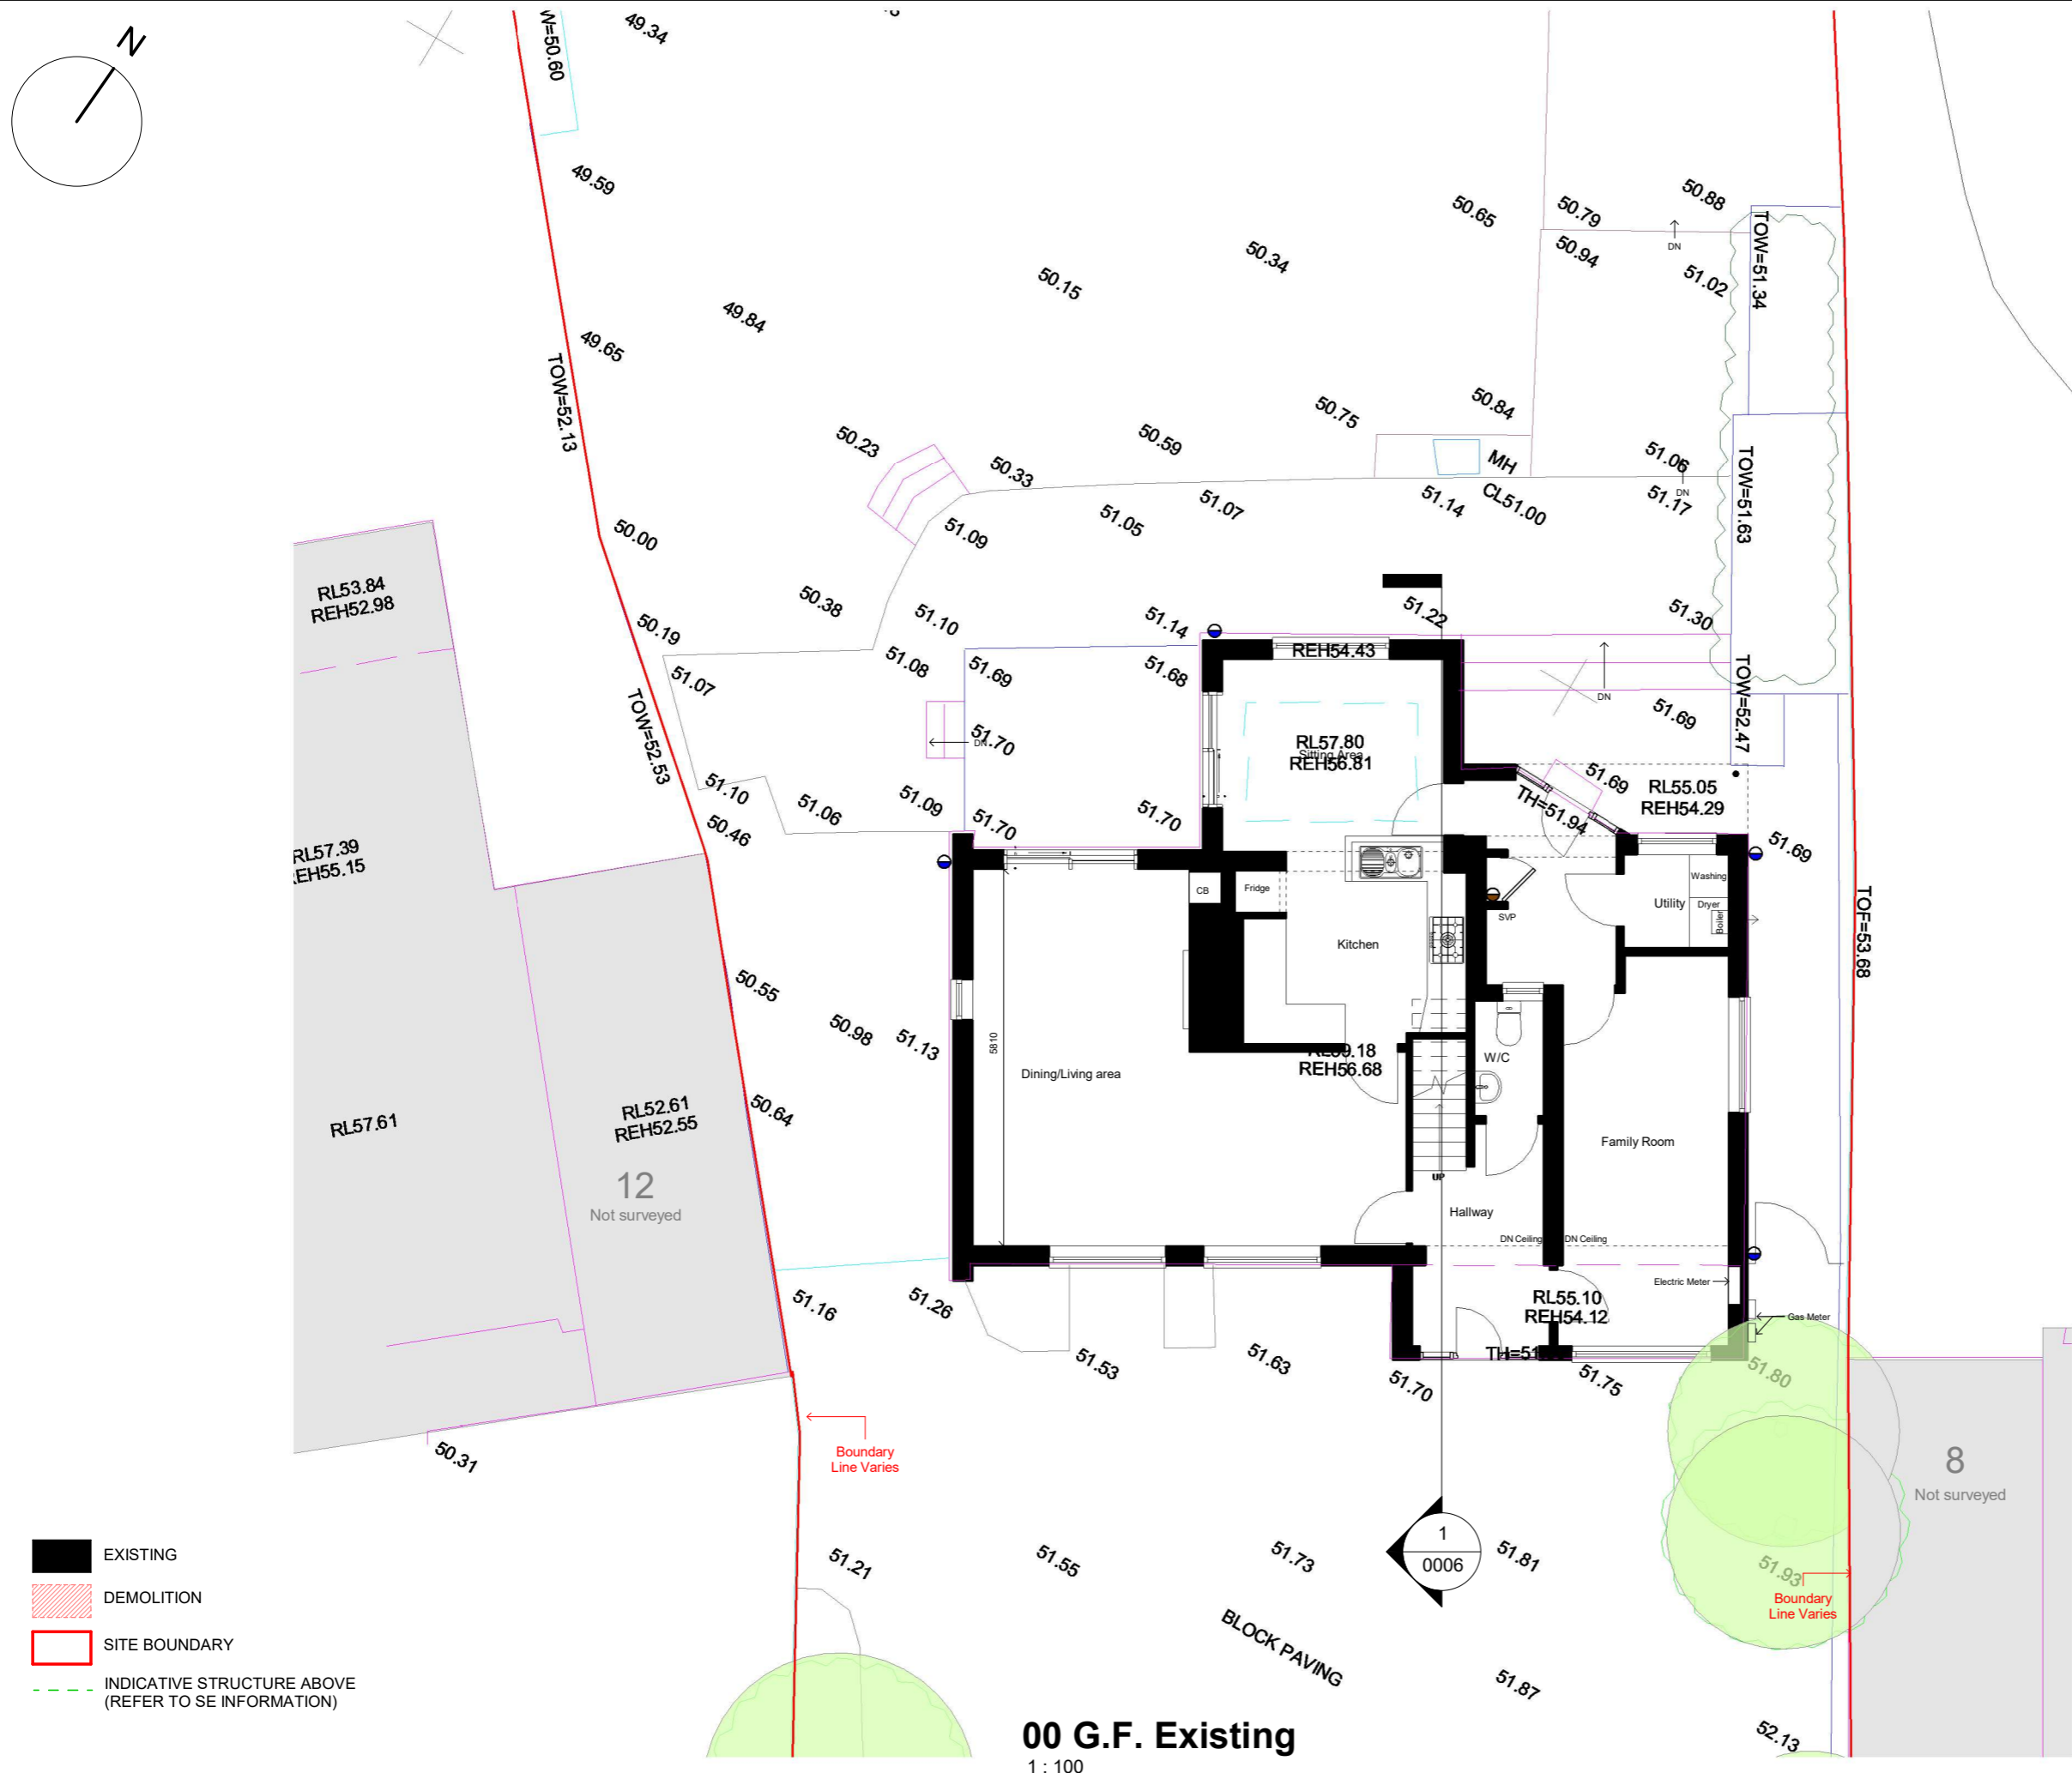 N
W=50.60
49.34
49.59
TOW=52.13
49.65
49.84
50.15
50.34
50.65
50.79
50.88
50.94
DN
51.02
TOW=51.34
50.23
50.33
50.59
50.75
50.84
MH
CL51.00
51.06
DN
51.17
TOW=51.63
50.00
51.09
51.05
51.07
51.14
RL53.84
REH52.98
50.19
50.38
51.10
51.14
51.22
51.30
51.07
51.08
51.69
51.68
REH54.43
TOW=52.53
51.70
DN
RL57.80
Sitting Area
REH56.81
DN
51.69
TOW=52.47
51.10
51.06
51.09
51.70
51.70
51.69
TH=51.94
RL55.05
REH54.29
50.46
51.69
RL57.39
EH55.15
CB
Fridge
SVP
Washing
Utility
Dryer
Boiler
TOF=53.68
Kitchen
50.55
50.98
51.13
5810
Dining/Living area
REH56.68
W/C
50.64
RL57.61
RL52.61
REH52.55
12
Not surveyed
Family Room
UP
Hallway
DN Ceiling
DN Ceiling
Electric Meter
Gas Meter
51.16
51.26
RL55.10
REH54.12
51.53
51.63
51.70
TH=51
51.75
51.80
50.31
Boundary
Line Varies
8
Not surveyed
1
0006
51.21
51.55
51.73
51.81
51.93
Boundary
Line Varies
BLOCK PAVING
51.87
52.13
EXISTING
DEMOLITION
SITE BOUNDARY
INDICATIVE STRUCTURE ABOVE
(REFER TO SE INFORMATION)
00 G.F. Existing
1 : 100